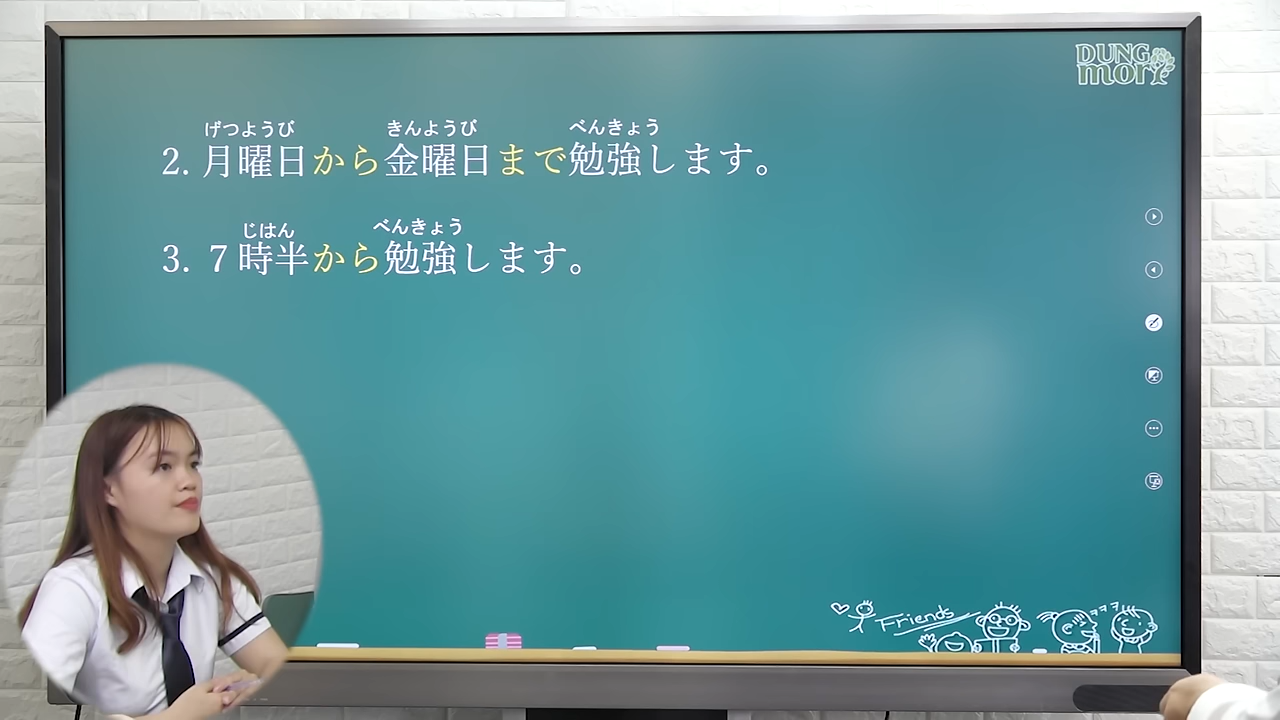 DUNG
mori
げつようび きんようび べんきょう
2. 月曜日から金曜日まで勉強します。
じはん べんきょう
3. 7時半から勉強します。
Friends